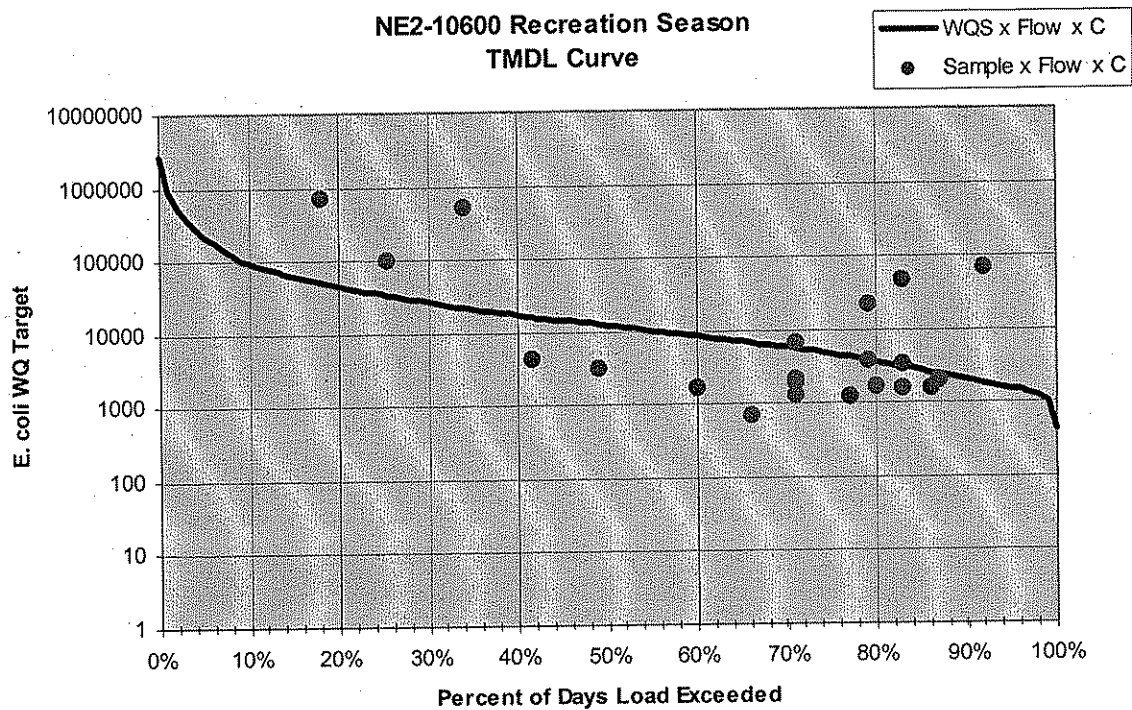 NE2-10600 Recreation Season
TMDL Curve
WQS x Flow x C
Sample x Flow x C
10000000
1000000
100000
10000
1000
100
10
1
E. coli WQ Target
0% 10% 20% 30% 40% 50% 60% 70% 80% 90% 100%
Percent of Days Load Exceeded